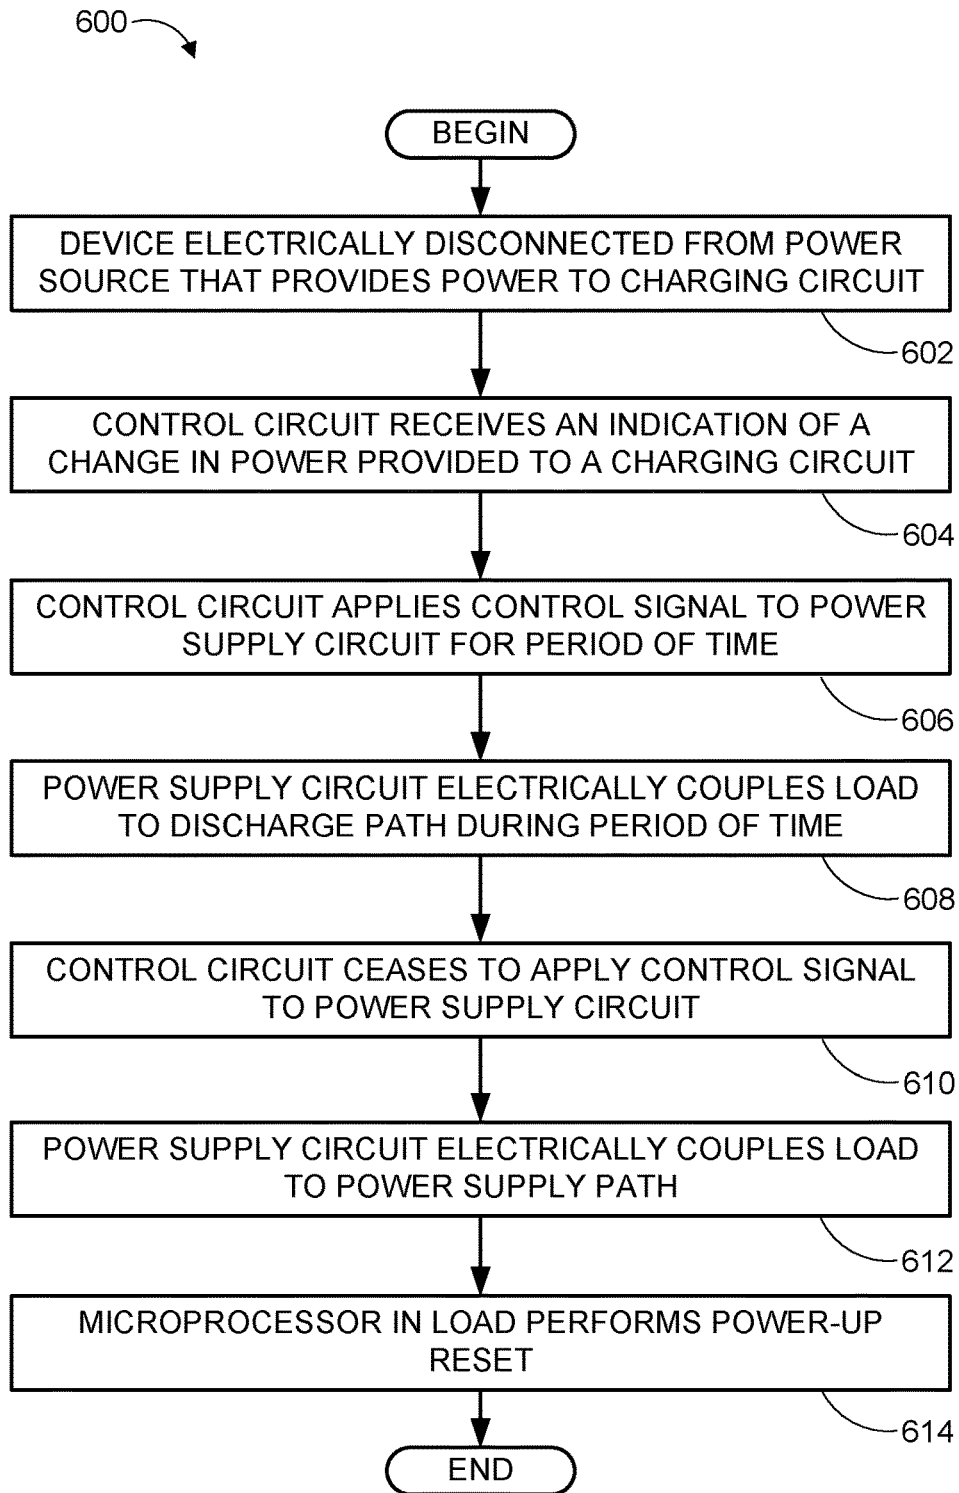 600
BEGIN
DEVICE ELECTRICALLY DISCONNECTED FROM POWER
SOURCE THAT PROVIDES POWER TO CHARGING CIRCUIT
602
CONTROL CIRCUIT RECEIVES AN INDICATION OF A
CHANGE IN POWER PROVIDED TO A CHARGING CIRCUIT
604
CONTROL CIRCUIT APPLIES CONTROL SIGNAL TO POWER
SUPPLY CIRCUIT FOR PERIOD OF TIME
606
POWER SUPPLY CIRCUIT ELECTRICALLY COUPLES LOAD
TO DISCHARGE PATH DURING PERIOD OF TIME
608
CONTROL CIRCUIT CEASES TO APPLY CONTROL SIGNAL
TO POWER SUPPLY CIRCUIT
610
POWER SUPPLY CIRCUIT ELECTRICALLY COUPLES LOAD
TO POWER SUPPLY PATH
612
MICROPROCESSOR IN LOAD PERFORMS POWER-UP
RESET
614
END